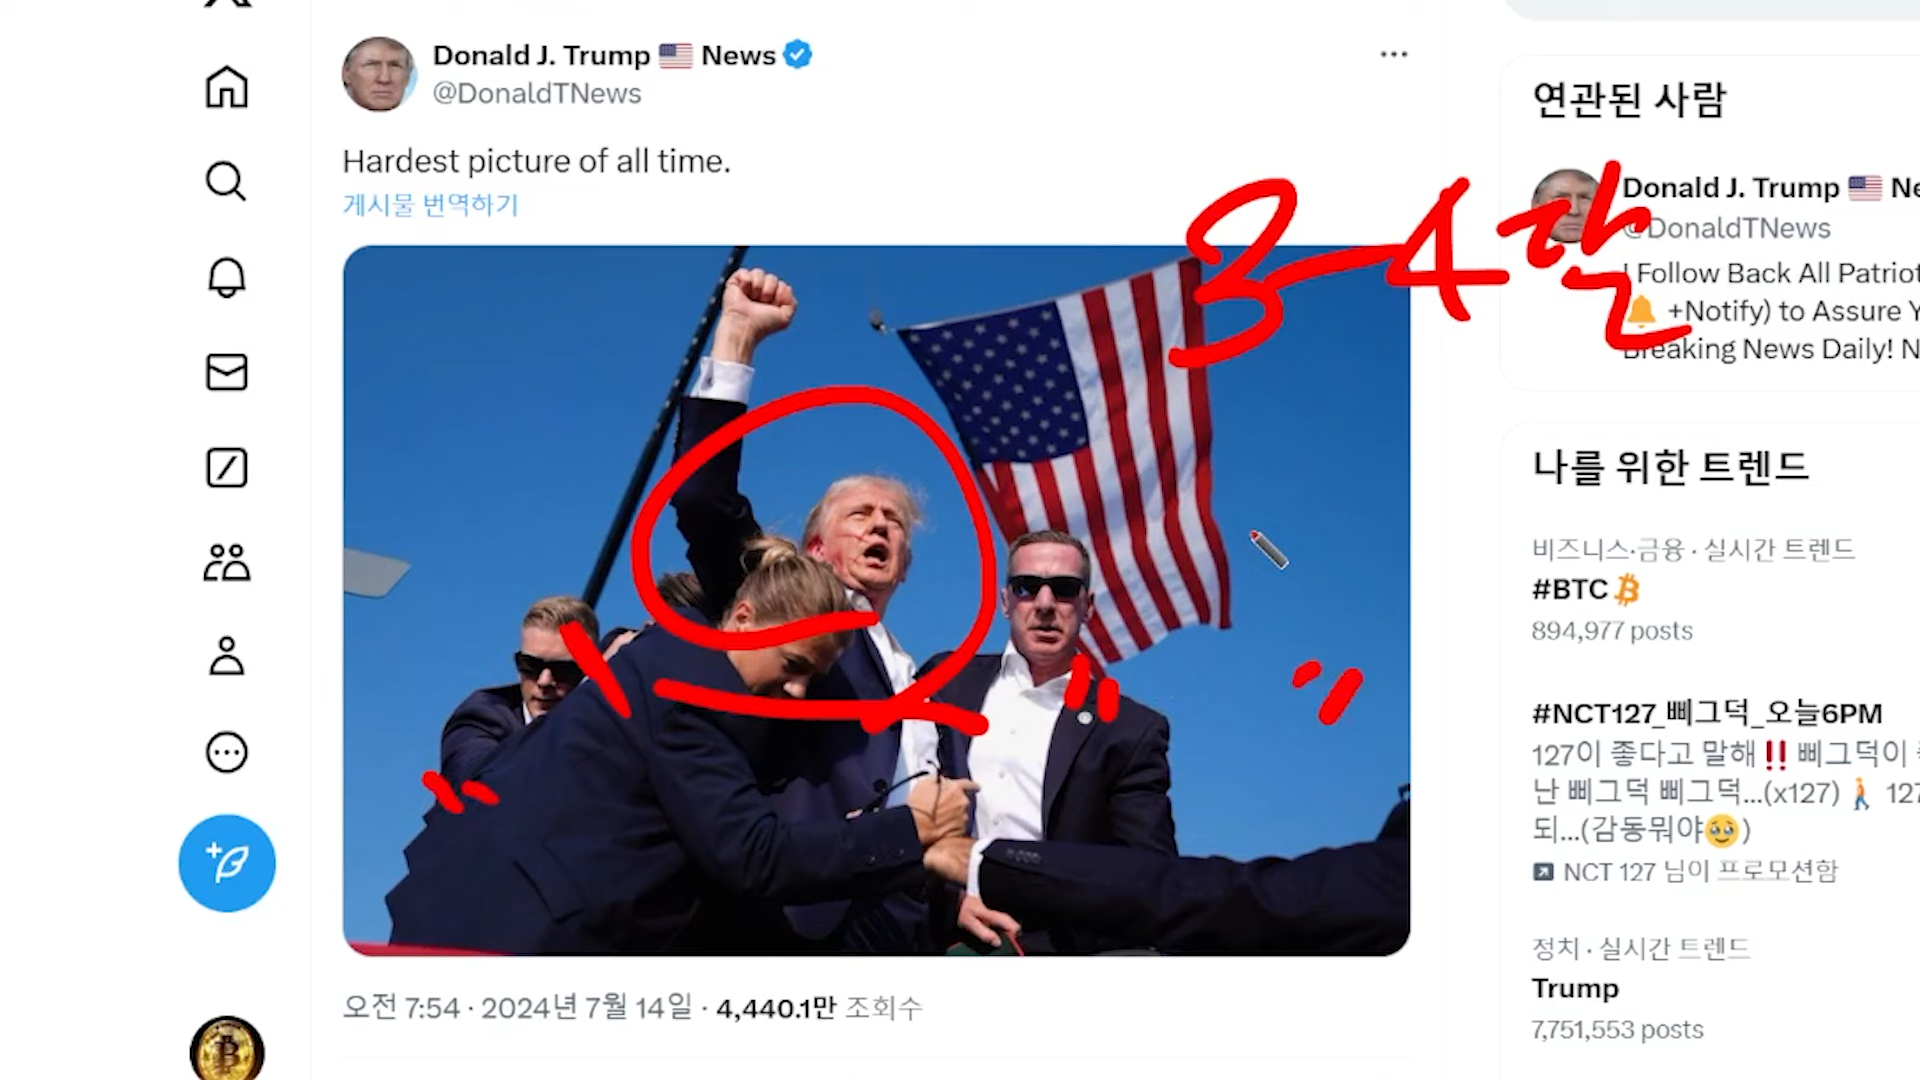 Donald J. Trump 🇺🇸 News
@DonaldTNews
Hardest picture of all time.
게시물 번역하기
3-4달
오전 7:54 · 2024년 7월 14일 · 4,440.1만 조회수
연관된 사람
Donald J. Trump 🇺🇸 Ne
@DonaldTNews
I Follow Back All Patriot
🔔 +Notify) to Assure Y
Breaking News Daily! N
나를 위한 트렌드
비즈니스·금융 · 실시간 트렌드
#BTC
894,977 posts
#NCT127_삐그덕_오늘6PM
127이 좋다고 말해‼️ 삐그덕이
난 삐그덕 삐그덕...(x127) 🚶 127
되...(감동뭐야🥹)
NCT 127 님이 프로모션함
정치 · 실시간 트렌드
Trump
7,751,553 posts